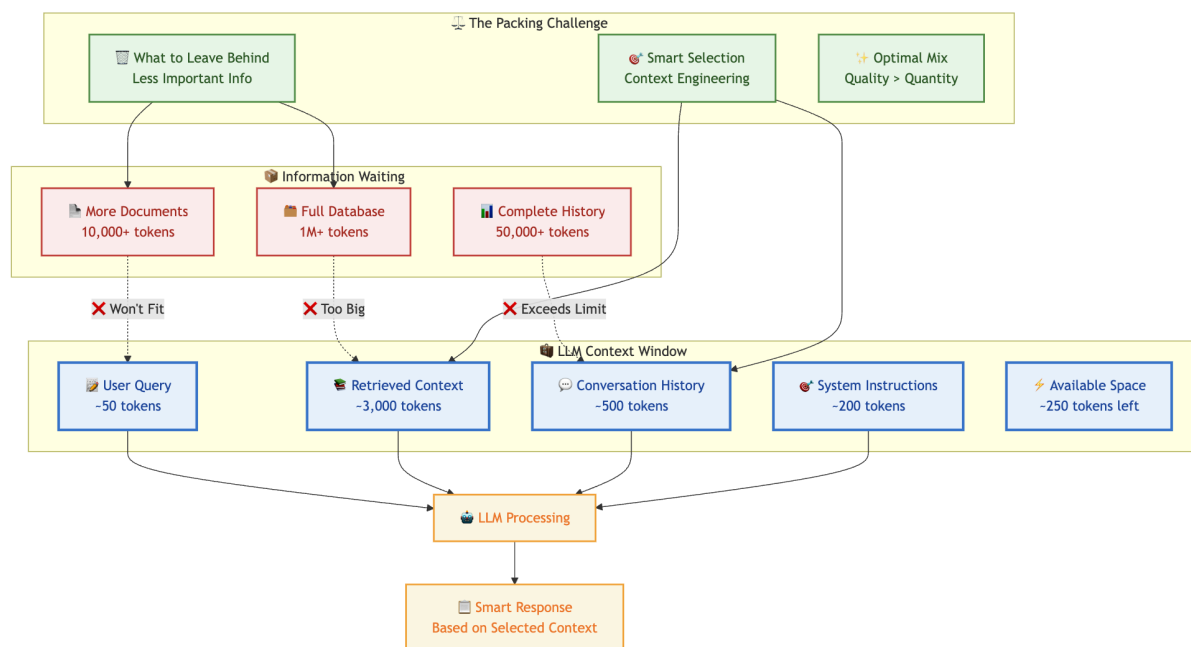 ⚖️ The Packing Challenge
🗑️ What to Leave Behind
Less Important Info
🎯 Smart Selection
Context Engineering
✨ Optimal Mix
Quality > Quantity
📦 Information Waiting
📄 More Documents
10,000+ tokens
🗃️ Full Database
1M+ tokens
📊 Complete History
50,000+ tokens
❌ Won't Fit
❌ Too Big
❌ Exceeds Limit
🧳 LLM Context Window
📝 User Query
~50 tokens
📚 Retrieved Context
~3,000 tokens
💬 Conversation History
~500 tokens
🎯 System Instructions
~200 tokens
⚡ Available Space
~250 tokens left
🤖 LLM Processing
📋 Smart Response
Based on Selected Context